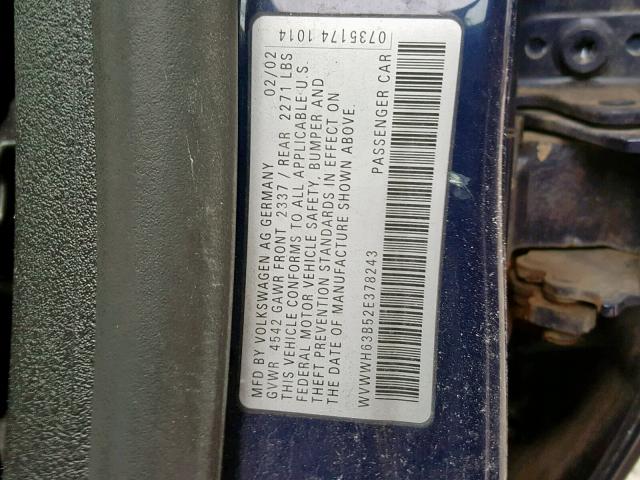 MFD BY VOLKSWAGEN AG GERMANY 02/02
GVWR 4542 GAWR FRONT 2337 / REAR 2271 LBS
THIS VEHICLE CONFORMS TO ALL APPLICABLE U.S.
FEDERAL MOTOR VEHICLE SAFETY, BUMPER AND
THEFT PREVENTION STANDARDS IN EFFECT ON
THE DATE OF MANUFACTURE SHOWN ABOVE.
WVWWH63B52E378243 PASSENGER CAR
0735174 1014